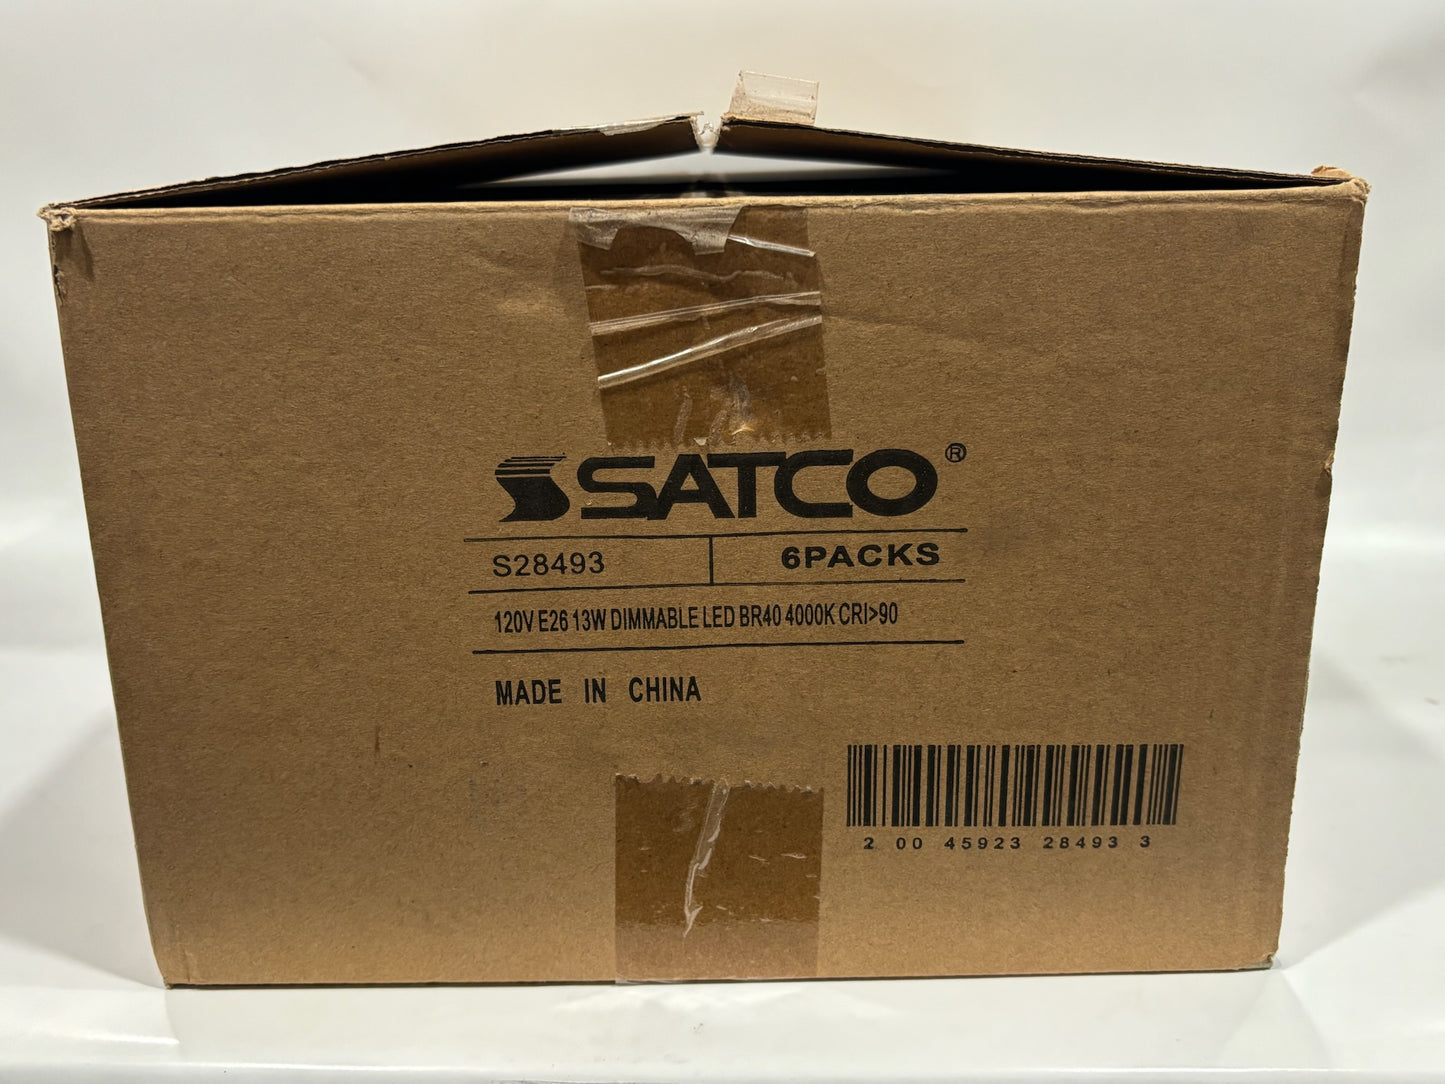 SATCO®
S28493 6PACKS
120V E26 13W DIMMABLE LED BR40 4000K CRI>90
MADE IN CHINA
2 00 45923 28493 3